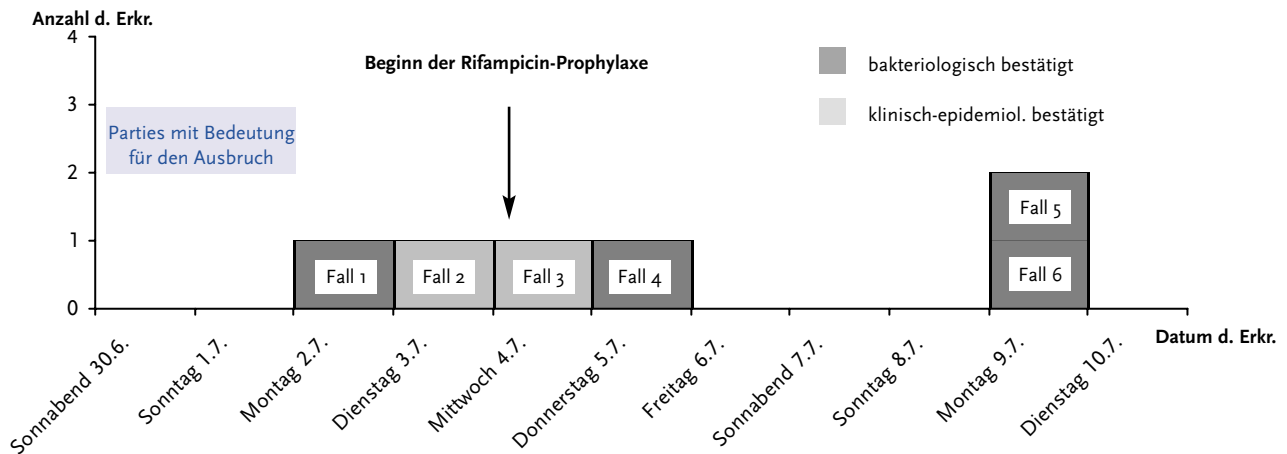 Anzahl d. Erkr.
4
Beginn der Rifampicin-Prophylaxe
bakteriologisch bestätigt
3
klinisch-epidemiol. bestätigt
Parties mit Bedeutung
für den Ausbruch
2
Fall 5
1
Fall 1
Fall 2
Fall 3
Fall 4
Fall 6
0
Datum d. Erkr.
Sonnabend 30.6.
Sonntag 1.7.
Montag 2.7.
Dienstag 3.7.
Mittwoch 4.7.
Donnerstag 5.7.
Freitag 6.7.
Sonnabend 7.7.
Sonntag 8.7.
Montag 9.7.
Dienstag 10.7.